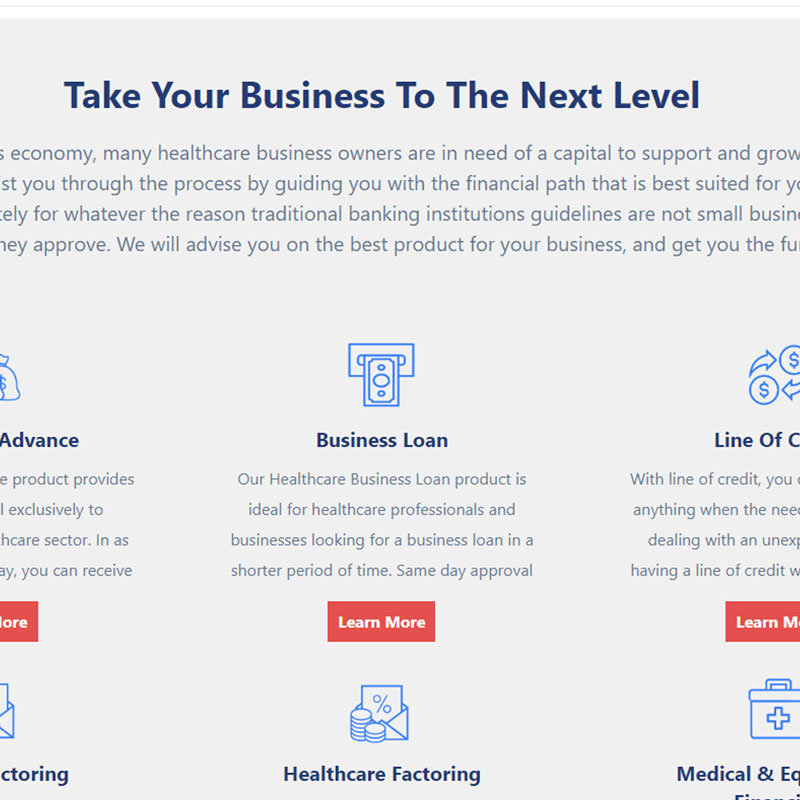 Take Your Business To The Next Level
s economy, many healthcare business owners are in need of a capital to support and grow
ist you through the process by guiding you with the financial path that is best suited for yo
tely for whatever the reason traditional banking institutions guidelines are not small busine
hey approve. We will advise you on the best product for your business, and get you the fu
Advance
Business Loan
Line Of C
e product provides
l exclusively to
hcare sector. In as
ay, you can receive
Our Healthcare Business Loan product is
ideal for healthcare professionals and
businesses looking for a business loan in a
shorter period of time. Same day approval
With line of credit, you
anything when the need
dealing with an unexp
having a line of credit w
ore
Learn More
Learn Mo
ctoring
Healthcare Factoring
Medical & Eq